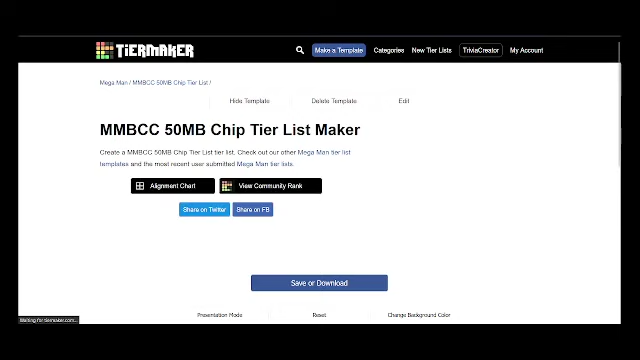 TIERMAKER
Make a Template
Categories
New Tier Lists
TriviaCreator
My Account
Mega Man / MMBCC 50MB Chip Tier List /
Hide Template
Delete Template
Edit
MMBCC 50MB Chip Tier List Maker
Create a MMBCC 50MB Chip Tier List tier list. Check out our other Mega Man tier list
templates and the most recent user submitted Mega Man tier lists.
Alignment Chart
View Community Rank
Share on Twitter
Share on FB
Save or Download
Presentation Mode
Reset
Change Background Color
Waiting for tiermaker.com...